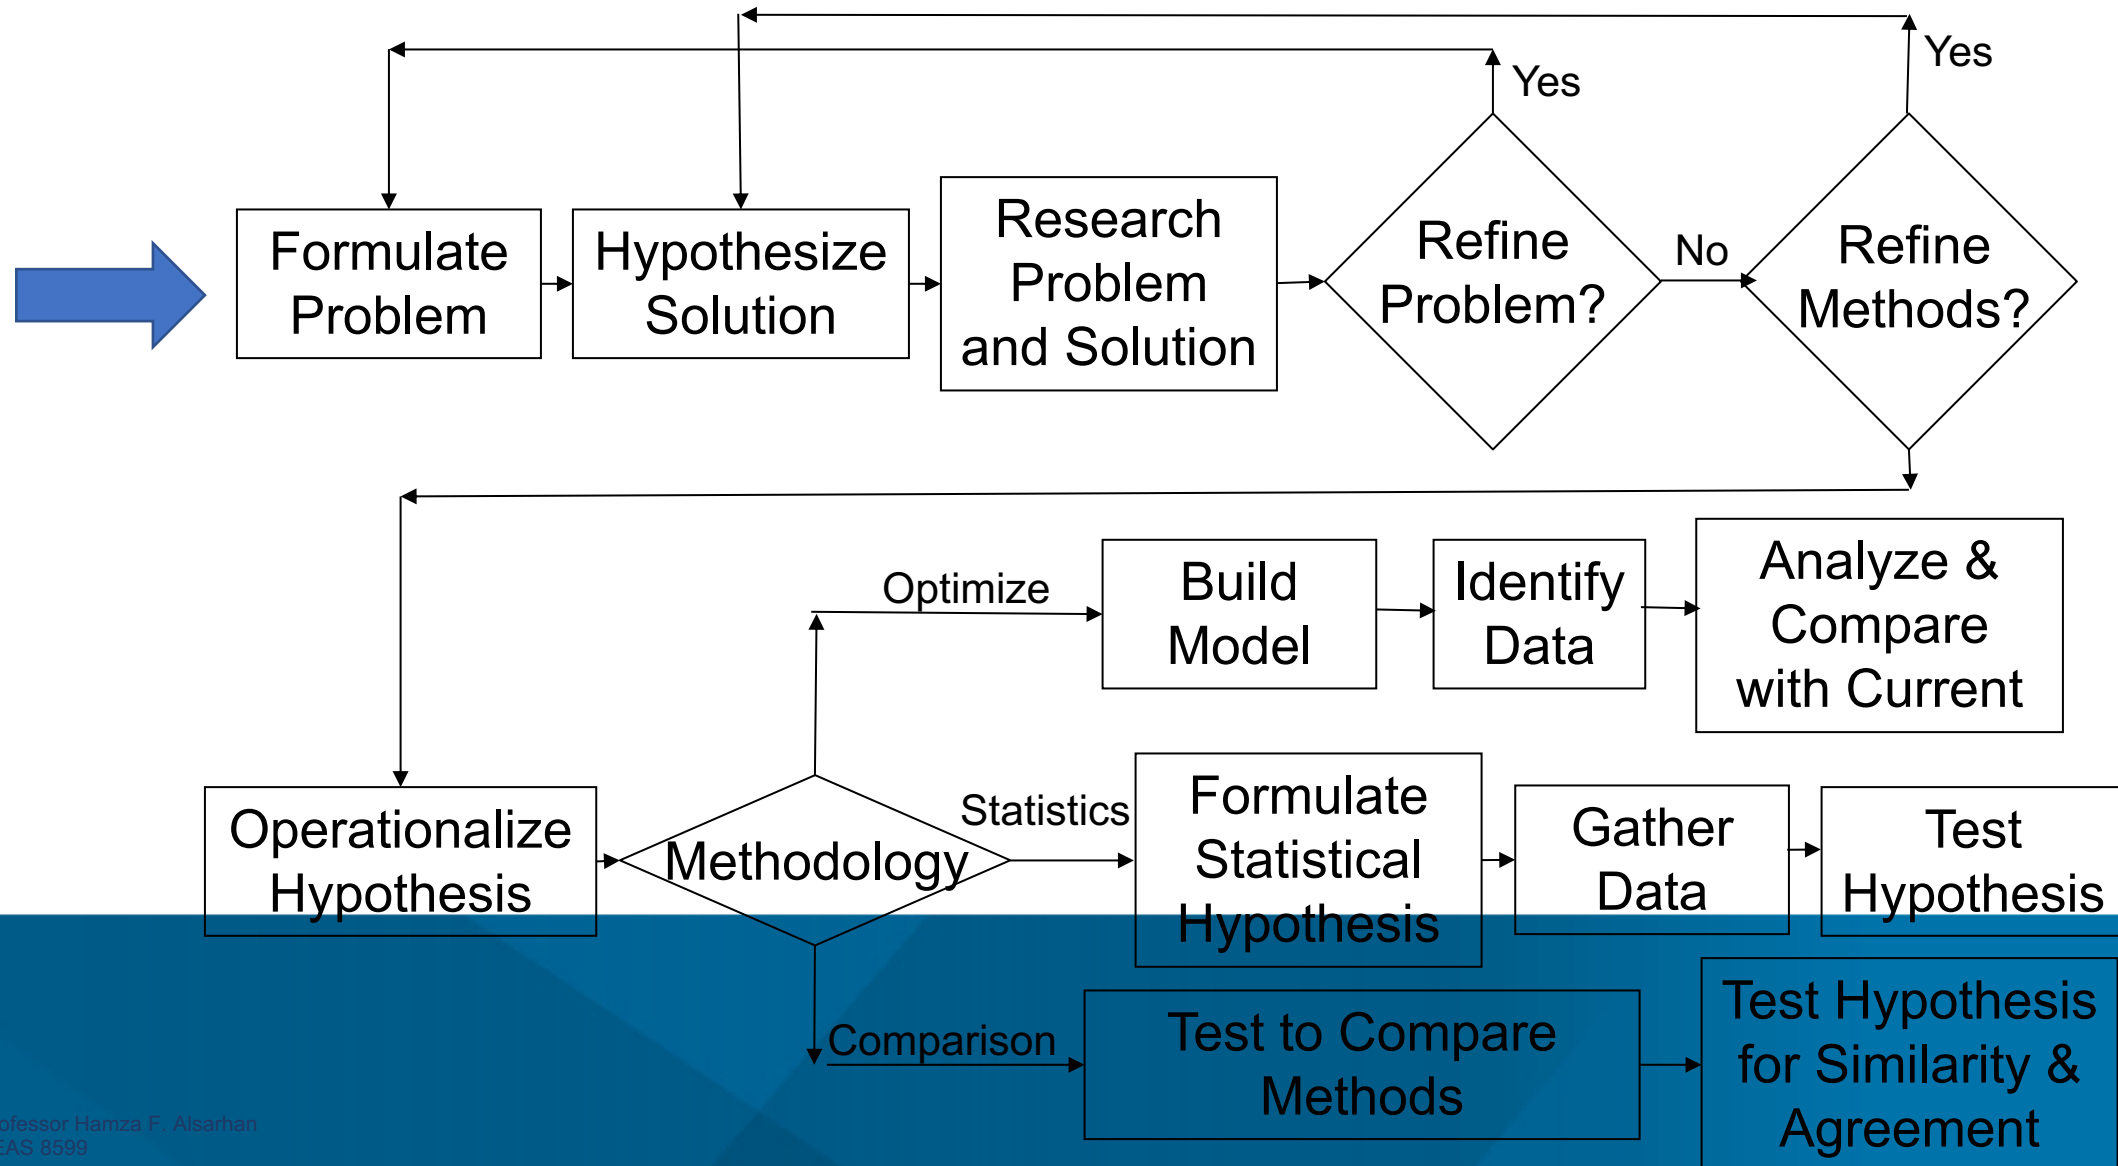 Yes
Yes
Formulate
Problem
Hypothesize
Solution
Research
Problem
and Solution
Refine
Problem?
No
Refine
Methods?
Optimize
Build
Model
Identify
Data
Analyze &
Compare
with Current
Operationalize
Hypothesis
Methodology
Statistics
Formulate
Statistical
Hypothesis
Gather
Data
Test
Hypothesis
Comparison
Test to Compare
Methods
Test Hypothesis
for Similarity &
Agreement
ofessor Hamza F. Alsarhan
EAS 8599